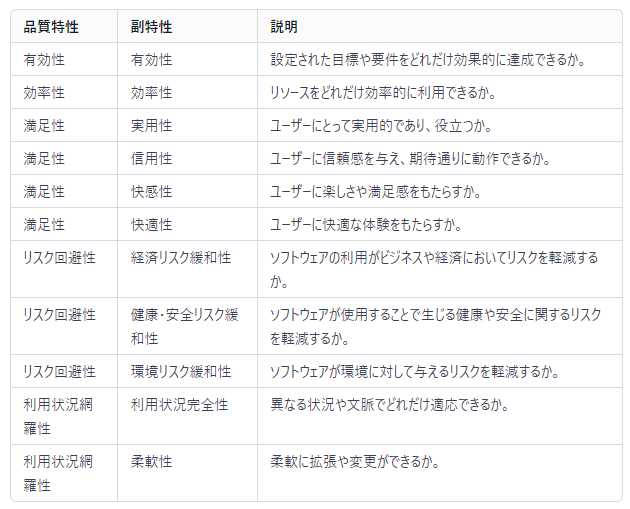 品質特性 副特性 説明
有効性 有効性 設定された目標や要件をどれだけ効果的に達成できるか。
効率性 効率性 リソースをどれだけ効率的に利用できるか。
満足性 実用性 ユーザーにとって実用的であり、役立つか。
満足性 信用性 ユーザーに信頼感を与え、期待通りに動作できるか。
満足性 快感性 ユーザーに楽しさや満足感をもたらすか。
満足性 快適性 ユーザーに快適な体験をもたらすか。
リスク回避性 経済リスク緩和性 ソフトウェアの利用がビジネスや経済においてリスクを軽減する
か。
リスク回避性 健康・安全リスク緩 ソフトウェアが使用することで生じる健康や安全に関するリスク
和性 を軽減するか。
リスク回避性 環境リスク緩和性 ソフトウェアが環境に対して与えるリスクを軽減するか。
利用状況網 利用状況完全性 異なる状況や文脈でどれだけ適応できるか。
羅性
利用状況網 柔軟性 柔軟に拡張や変更ができるか。
羅性